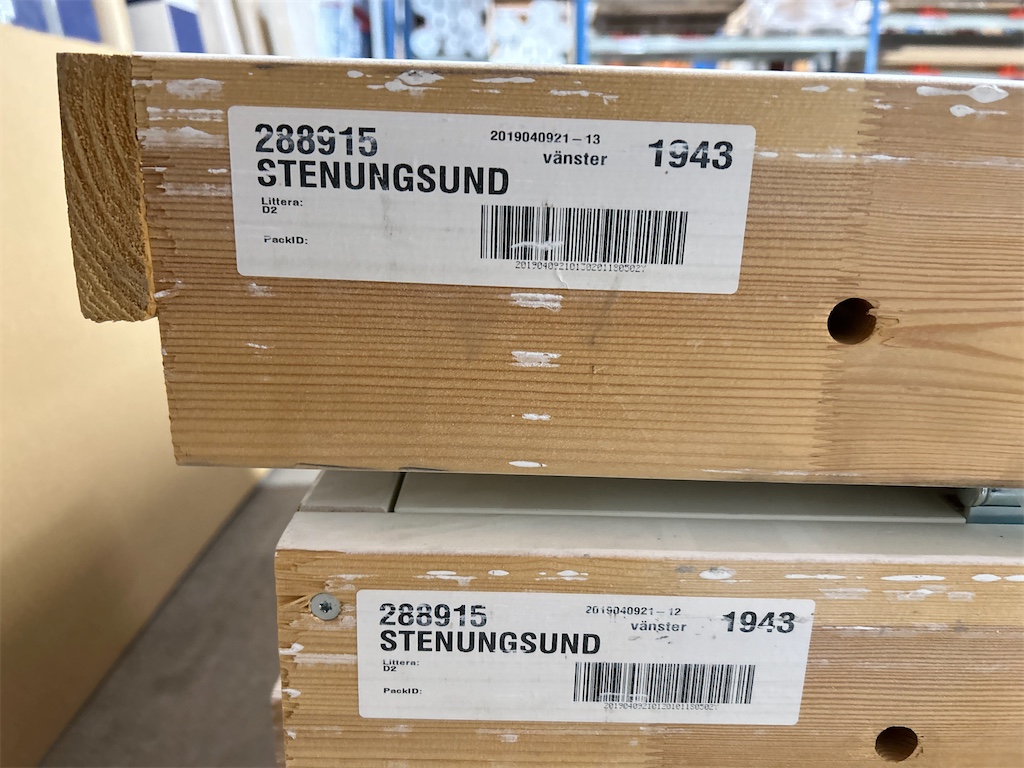 288915
2019040921-13
vänster
1943
STENUNGSUND
Littera:
D2
PackID:
288915
2019040921-12
vänster
1943
STENUNGSUND
Littera:
D2
PackID: